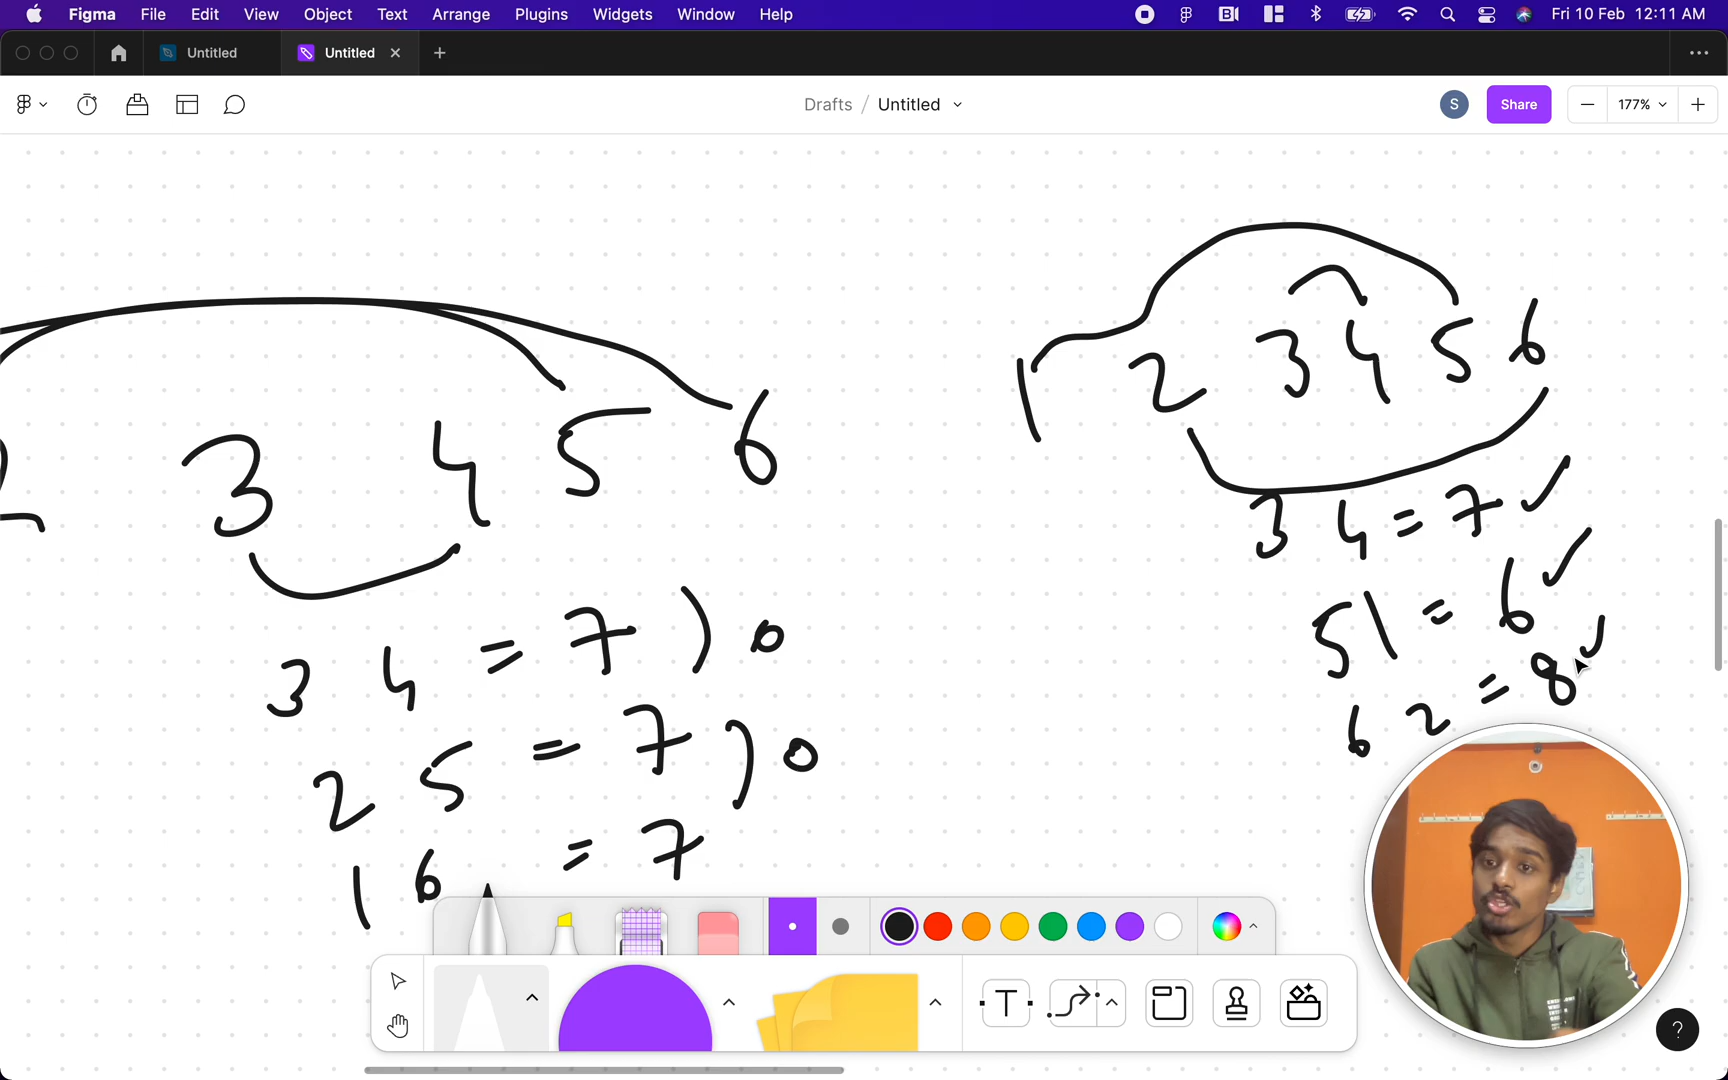 Figma File Edit View Object Text Arrange Plugins Widgets Window Help Fri 10 Feb 12:11 AM
Untitled Untitled
Drafts / Untitled S Share 177%
3 4 5 6
3 4 = 7 ) 0
2 5 = 7 ) 0
1 6 = 7
1 2 3 4 5 6
3 4 = 7 ✓
5 1 = 6 ✓
6 2 = 8 ✓
T
?